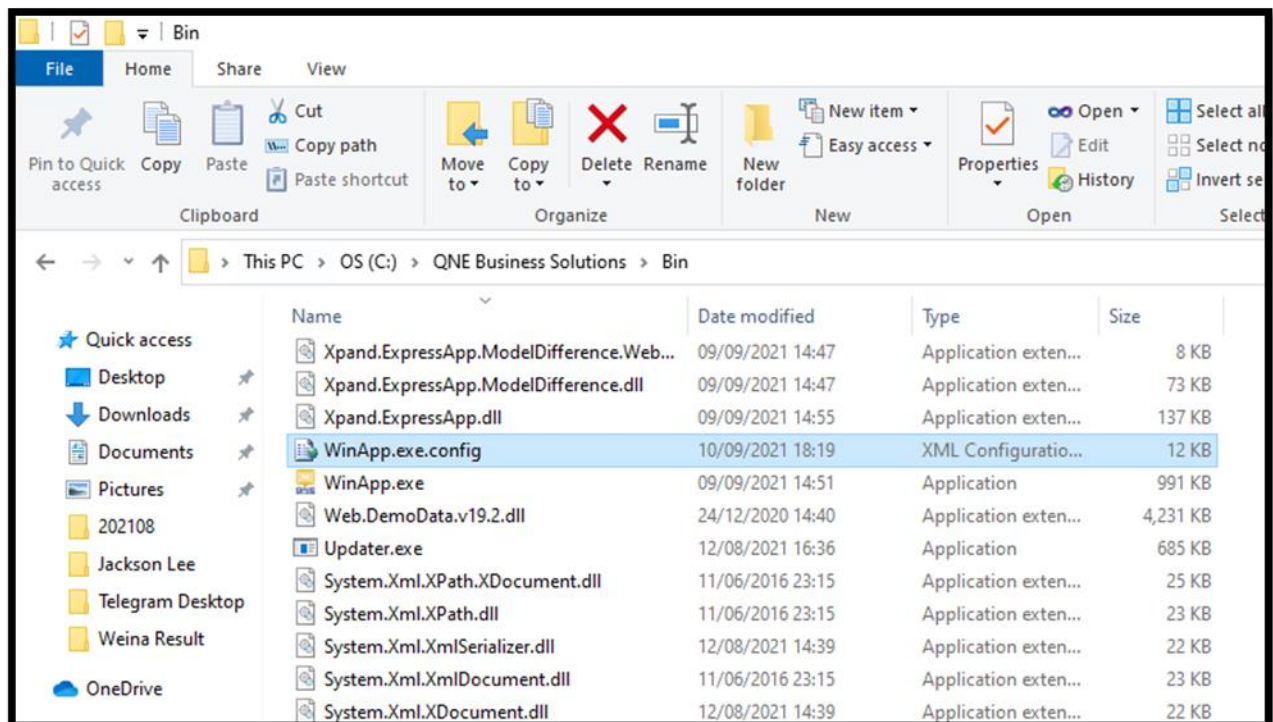 Bin
File Home Share View
Pin to Quick access
Copy
Paste
Cut
Copy path
Paste shortcut
Clipboard
Move to
Copy to
Delete
Rename
Organize
New folder
New item
Easy access
New
Properties
Open
Edit
History
Open
Select all
Select
Invert
This PC > OS (C:) > QNE Business Solutions > Bin
Quick access
Desktop
Downloads
Documents
Pictures
202108
Jackson Lee
Telegram Desktop
Weina Result
OneDrive
Name Date modified Type Size
Xpand.ExpressApp.ModelDifference.Web... 09/09/2021 14:47 Application exten... 8 KB
Xpand.ExpressApp.ModelDifference.dll 09/09/2021 14:47 Application exten... 73 KB
Xpand.ExpressApp.dll 09/09/2021 14:55 Application exten... 137 KB
WinApp.exe.config 10/09/2021 18:19 XML Configuratio... 12 KB
WinApp.exe 09/09/2021 14:51 Application 991 KB
Web.DemoData.v19.2.dll 24/12/2020 14:40 Application exten... 4,231 KB
Updater.exe 12/08/2021 16:36 Application 685 KB
System.Xml.XPath.XDocument.dll 11/06/2016 23:15 Application exten... 25 KB
System.Xml.XPath.dll 11/06/2016 23:15 Application exten... 23 KB
System.Xml.XmlSerializer.dll 12/08/2021 14:39 Application exten... 22 KB
System.Xml.XmlDocument.dll 11/06/2016 23:15 Application exten... 23 KB
System.Xml.XDocument.dll 12/08/2021 14:39 Application exten... 22 KB